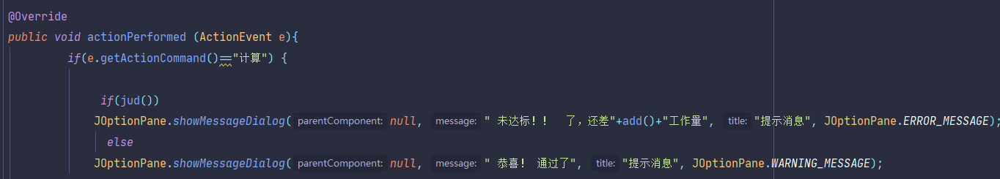 @Override
public void actionPerformed (ActionEvent e){
if(e.getActionCommand()=="计算") {
if(jud())
JOptionPane.showMessageDialog( parentComponent: null, message: " 未达标!!  了，还差"+add()+"工作量", title: "提示消息", JOptionPane.ERROR_MESSAGE);
else
JOptionPane.showMessageDialog( parentComponent: null, message: " 恭喜! 通过了", title: "提示消息", JOptionPane.WARNING_MESSAGE);